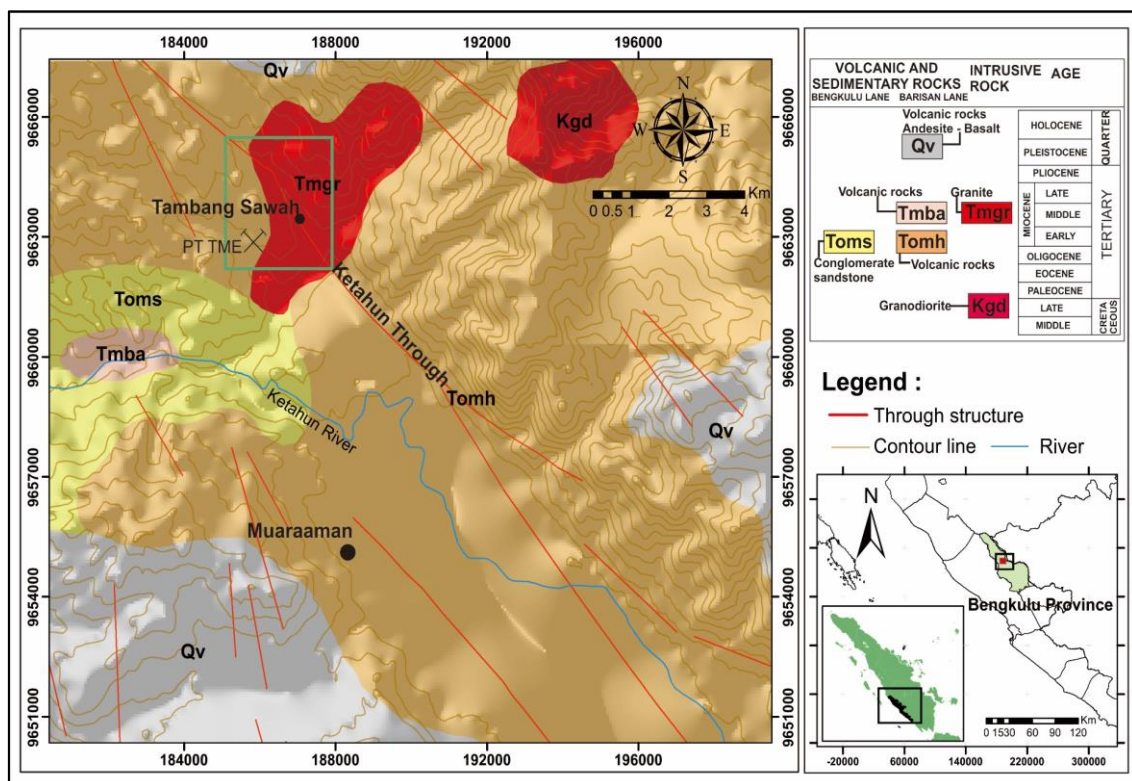 184000 188000 192000 196000
Qv
N
W E
S
Km
0 0.5 1 2 3 4
9666000
9663000
9660000
9657000
9654000
9651000
Kgd
Tmgr
Tambang Sawah
PT TME
Toms
Tmba
Ketahun Through
Tomh
Ketahun River
Qv
Muaraaman
Qv
9666000
9663000
9660000
9657000
9654000
9651000
184000 188000 192000 196000
VOLCANIC AND
SEDIMENTARY ROCKS
INTRUSIVE
ROCK
AGE
BENGKULU LANE BARISAN LANE
Volcanic rocks
Andesite - Basalt
Qv
Volcanic rocks
Tmba
Granite
Tmgr
Toms
Conglomerate
sandstone
Tomh
Volcanic rocks
Granodiorite
Kgd
HOLOCENE
PLEISTOCENE
PLIOCENE
LATE
MIDDLE
EARLY
MIOCENE
OLIGOCENE
EOCENE
PALEOCENE
LATE
MIDDLE
QUARTER
TERTIARY
CRETA
CEOUS
Legend :
Through structure
Contour line
River
N
Bengkulu Province
Km
0 1530 60 90 120
-20000 60000 140000 220000 300000